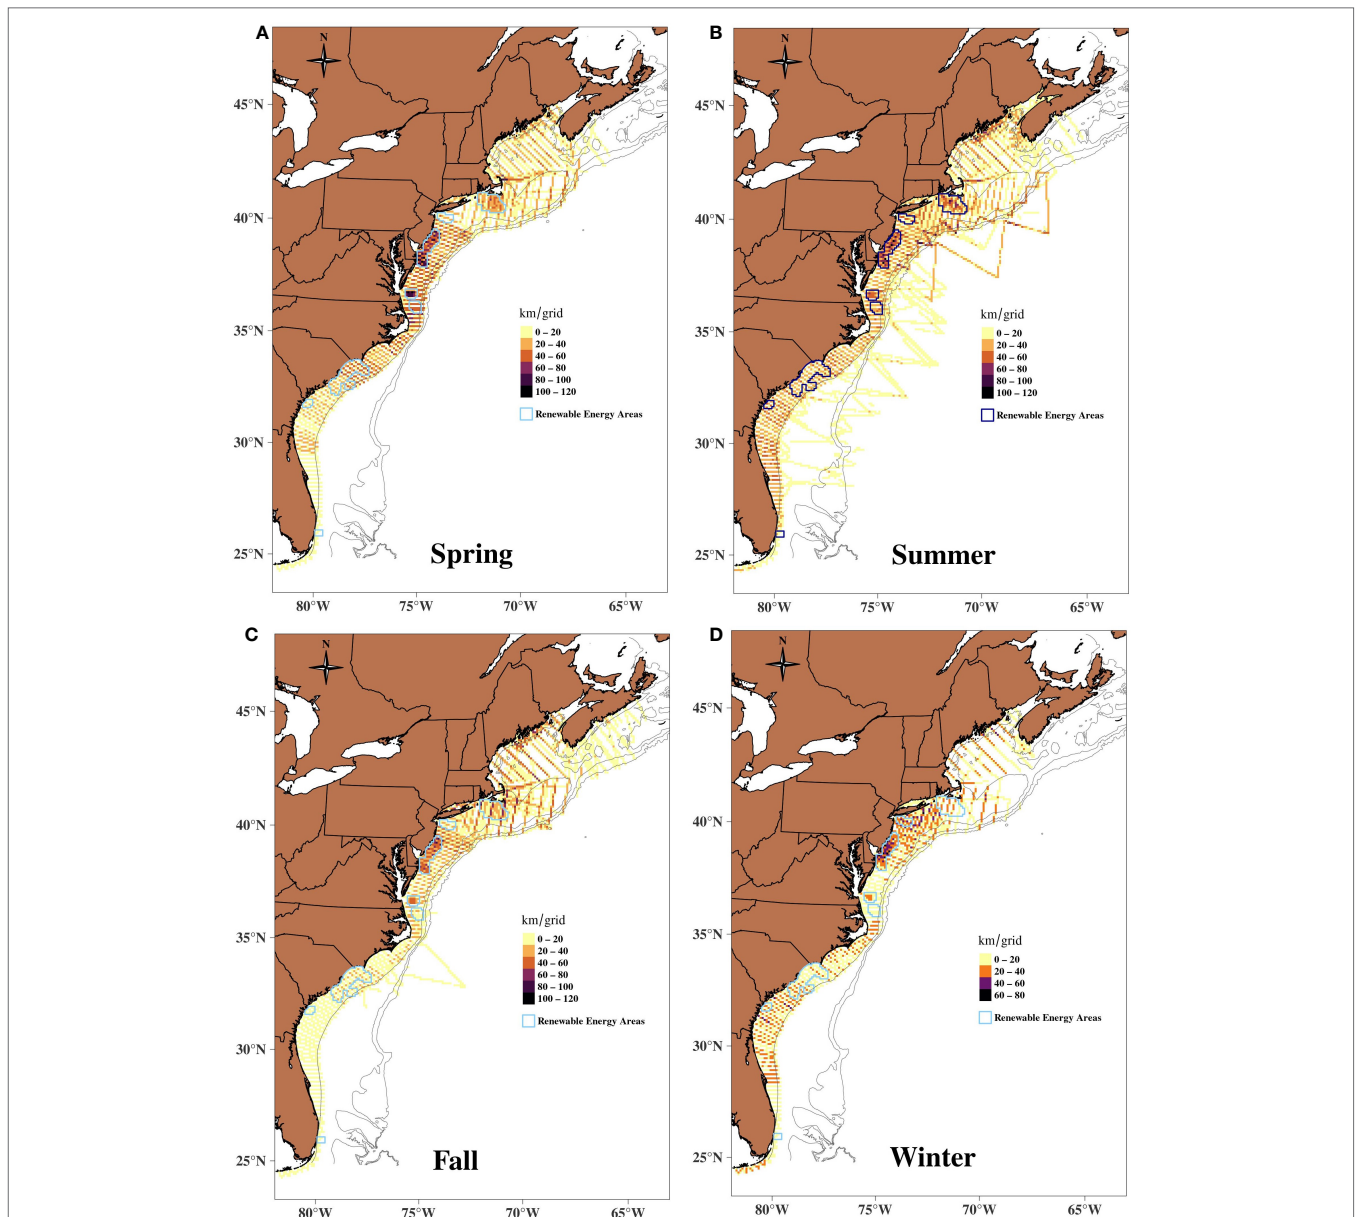 A
N
45°N
40°N
35°N
30°N
25°N
80°W
75°W
70°W
65°W
km/grid
0 – 20
20 – 40
40 – 60
60 – 80
80 – 100
100 – 120
Renewable Energy Areas
Spring
B
N
45°N
40°N
35°N
30°N
25°N
80°W
75°W
70°W
65°W
km/grid
0 – 20
20 – 40
40 – 60
60 – 80
80 – 100
100 – 120
Renewable Energy Areas
Summer
C
N
45°N
40°N
35°N
30°N
25°N
80°W
75°W
70°W
65°W
km/grid
0 – 20
20 – 40
40 – 60
60 – 80
80 – 100
100 – 120
Renewable Energy Areas
Fall
D
N
45°N
40°N
35°N
30°N
25°N
80°W
75°W
70°W
65°W
km/grid
0 – 20
20 – 40
40 – 60
60 – 80
Renewable Energy Areas
Winter